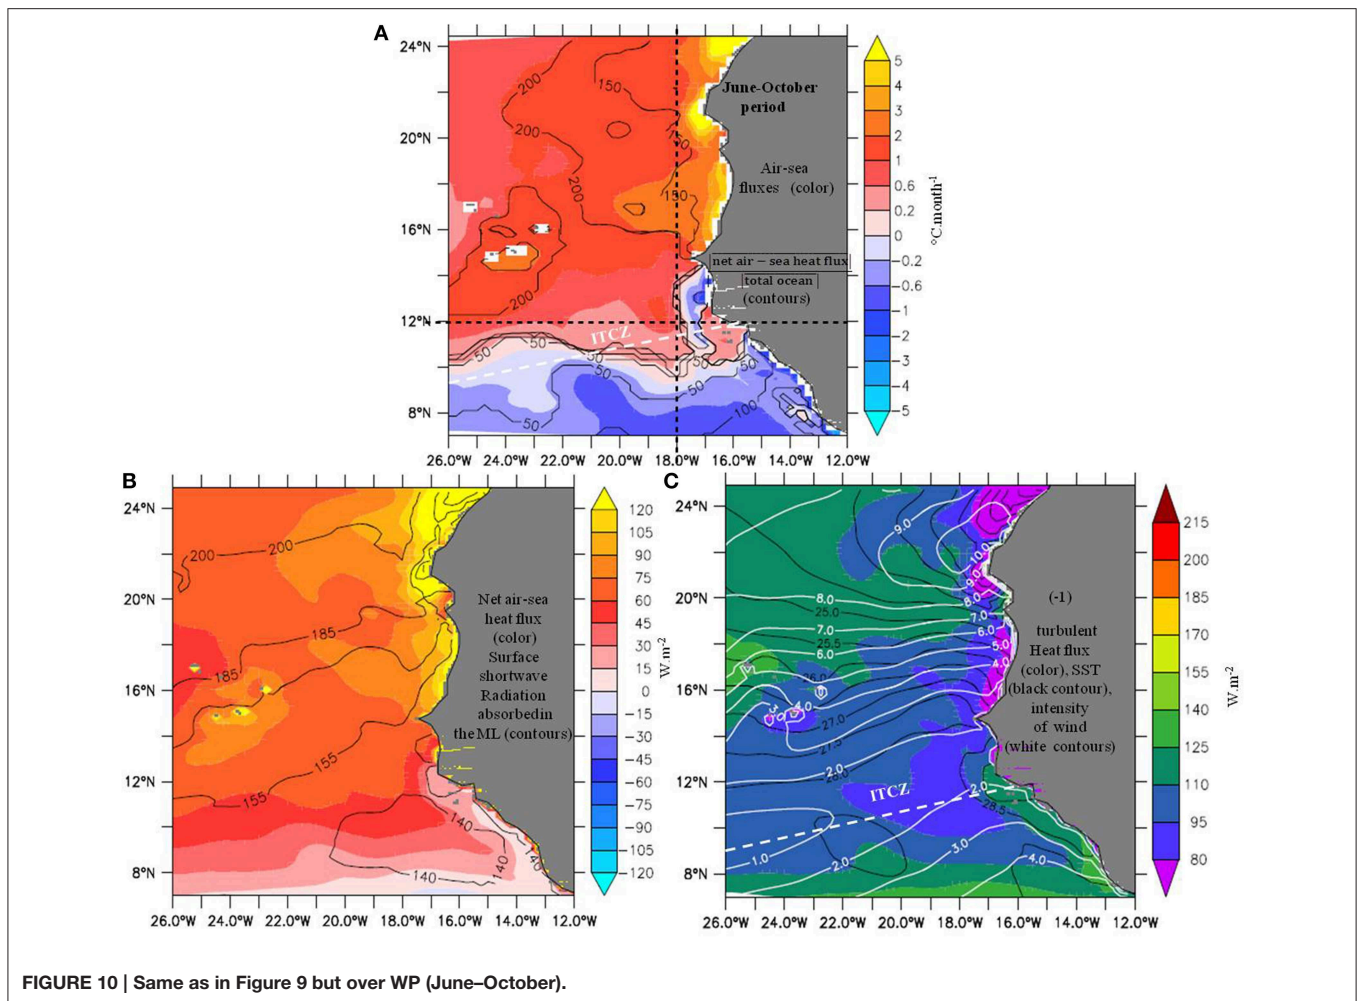 A
24°N
20°N
16°N
12°N
8°N
26.0°W 24.0°W 22.0°W 20.0°W 18.0°W 16.0°W 14.0°W 12.0°W
June-October
period
Air-sea
fluxes (color)
|net air − sea heat flux|
|total ocean|
(contours)
200
150
200
200
150
200
ITCZ
50
50
50
50
50
50
100
5
4
3
2
1
0.6
0.2
0
−0.2
−0.6
−1
−2
−3
−4
−5
°C.month-1
B
24°N
20°N
16°N
12°N
8°N
26.0°W 24.0°W 22.0°W 20.0°W 18.0°W 16.0°W 14.0°W 12.0°W
200
200
185
185
155
155
140
140
140
140
Net air-sea
heat flux
(color)
Surface
shortwave
Radiation
absorbedin
the ML (contours)
120
105
90
75
60
45
30
15
0
−15
−30
−45
−60
−75
−90
−105
−120
W.m-2
C
24°N
20°N
16°N
12°N
8°N
26.0°W 24.0°W 22.0°W 20.0°W 18.0°W 16.0°W 14.0°W 12.0°W
9.0
10.0
9.0
8.0
8.0
25.0
7.0
7.0
25.5
6.0
6.0
5.0
4.0
26.0
4.0
27.0
2.0
28.0
ITCZ
2.0
28.5
1.0
2.0
3.0
4.0
(-1)
turbulent
Heat flux
(color), SST
(black contour),
intensity
of wind
(white contours)
215
200
185
170
155
140
125
110
95
80
W.m-2
FIGURE 10 | Same as in Figure 9 but over WP (June–October).